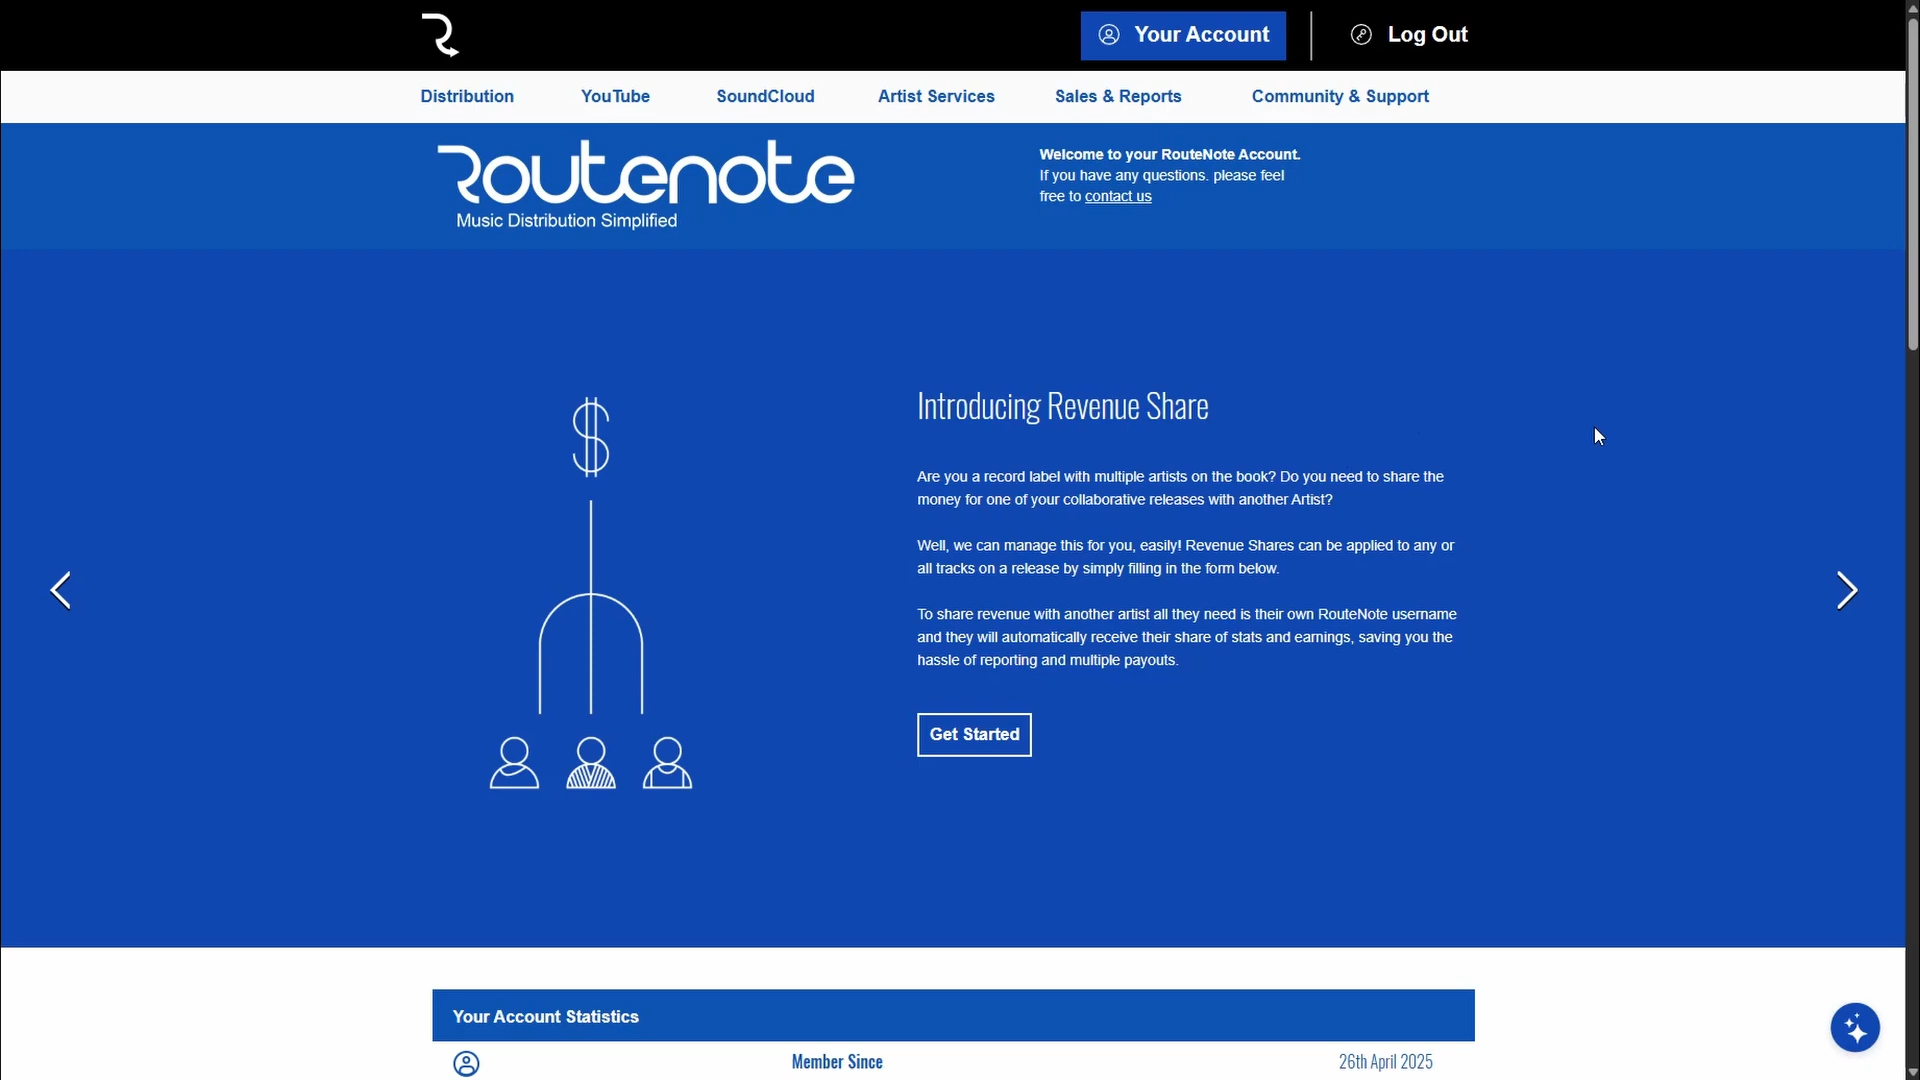 Your Account
Log Out
Distribution YouTube SoundCloud Artist Services Sales & Reports Community & Support
Routenote
Music Distribution Simplified
Welcome to your RouteNote Account.
If you have any questions. please feel
free to contact us
$
Introducing Revenue Share
Are you a record label with multiple artists on the book? Do you need to share the
money for one of your collaborative releases with another Artist?
Well, we can manage this for you, easily! Revenue Shares can be applied to any or
all tracks on a release by simply filling in the form below.
To share revenue with another artist all they need is their own RouteNote username
and they will automatically receive their share of stats and earnings, saving you the
hassle of reporting and multiple payouts.
Get Started
Your Account Statistics
Member Since 26th April 2025